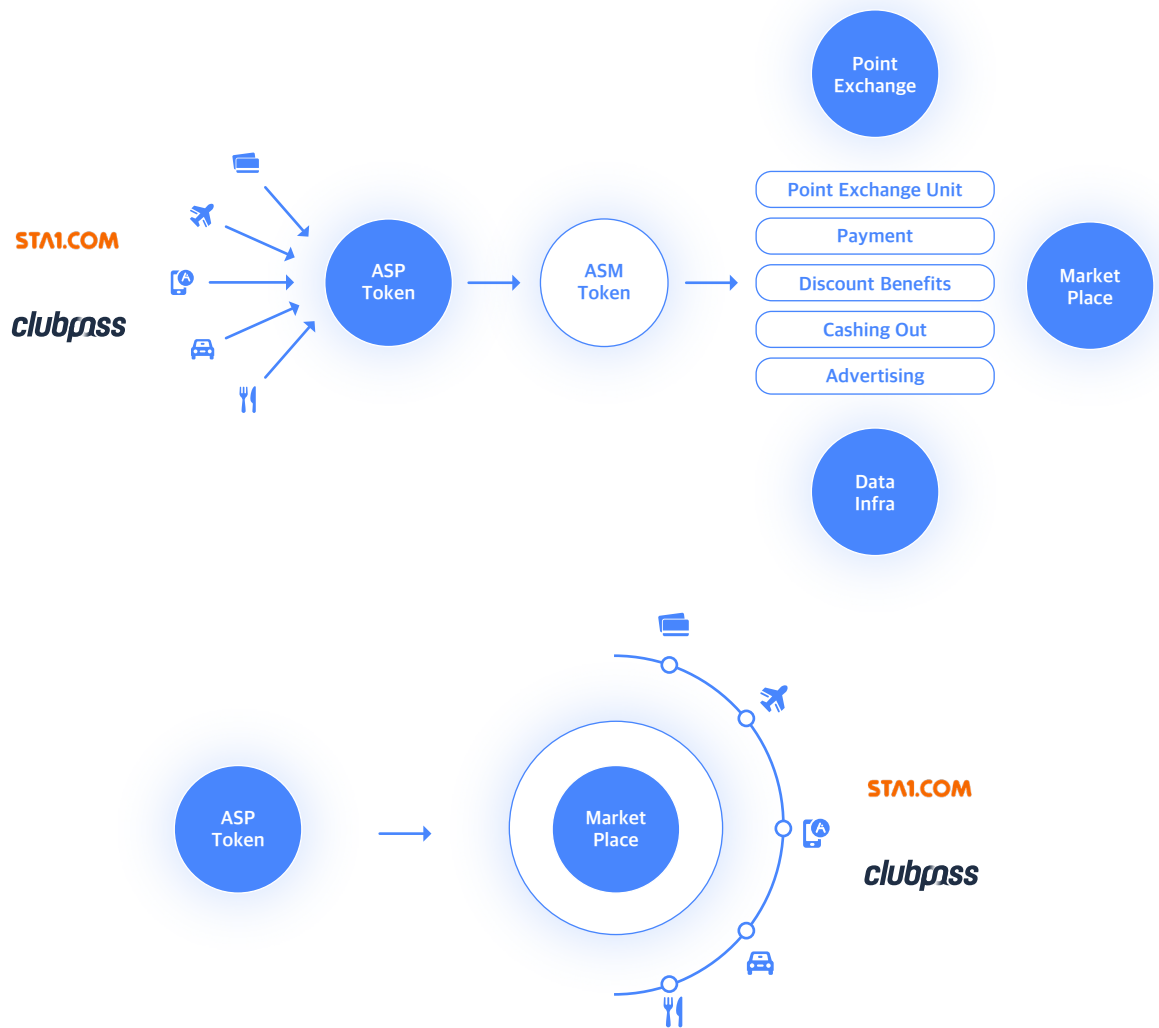 Point
Exchange
STA1.COM
clubpass
ASP
Token
ASM
Token
Point Exchange Unit
Payment
Discount Benefits
Cashing Out
Advertising
Market
Place
Data
Infra
ASP
Token
Market
Place
STA1.COM
clubpass